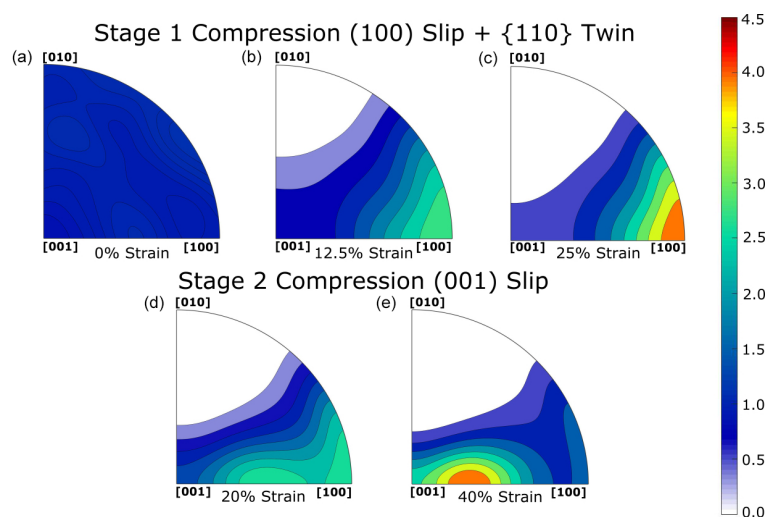 Stage 1 Compression (100) Slip + {110} Twin
(a) [010] (b) [010] (c) [010]
[001] 0% Strain [100] [001] 12.5% Strain [100] [001] 25% Strain [100]
Stage 2 Compression (001) Slip
(d) [010] (e) [010]
[001] 20% Strain [100] [001] 40% Strain [100]
4.5
4.0
3.5
3.0
2.5
2.0
1.5
1.0
0.5
0.0